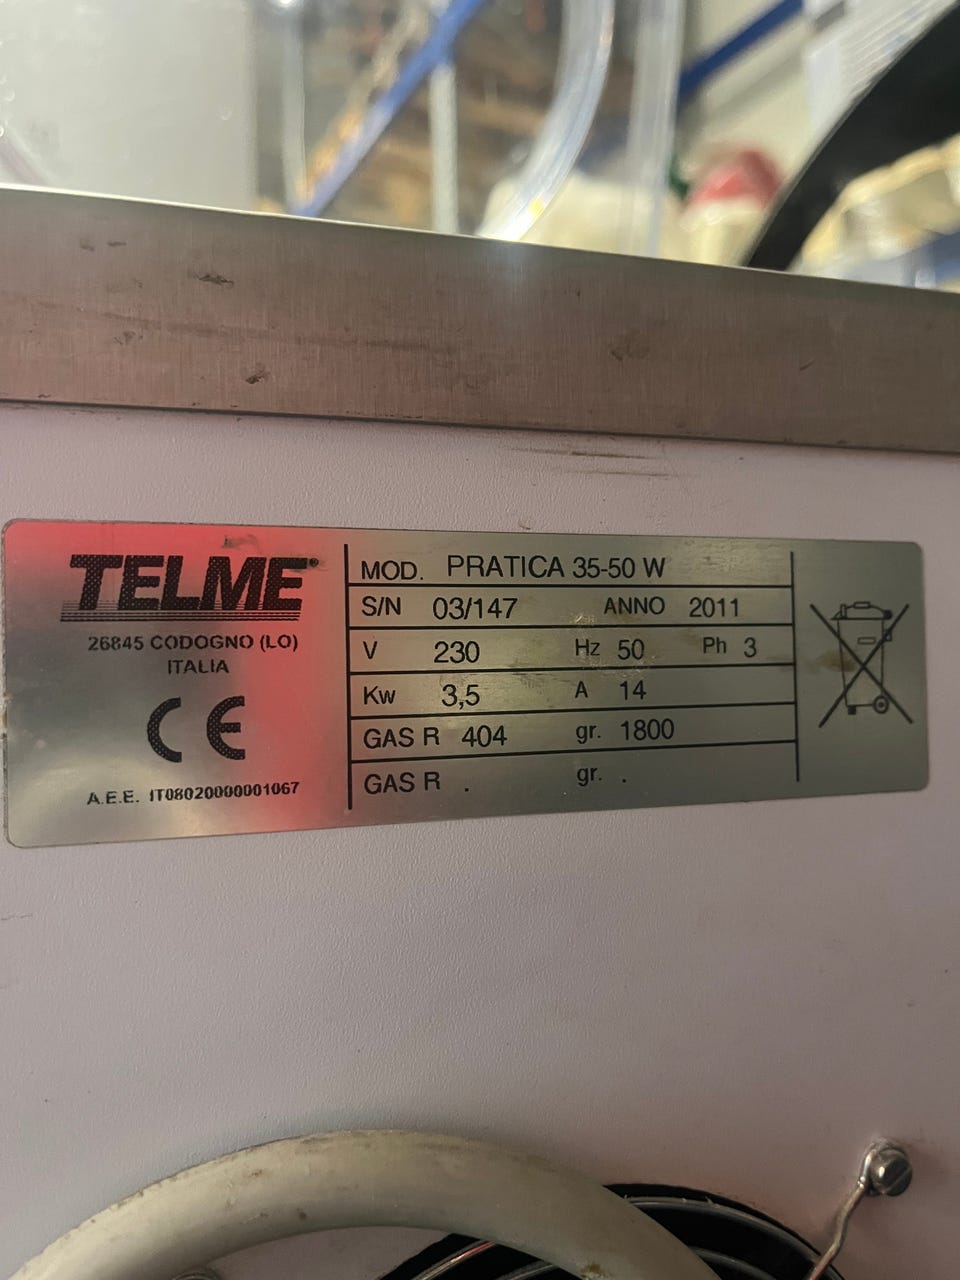 TELME®
26845 CODOGNO (LO)
ITALIA
CE
A.E.E. IT08020000001067
MOD. PRATICA 35-50 W
S/N 03/147 ANNO 2011
V 230 Hz 50 Ph 3
Kw 3,5 A 14
GAS R 404 gr. 1800
GAS R . gr. .